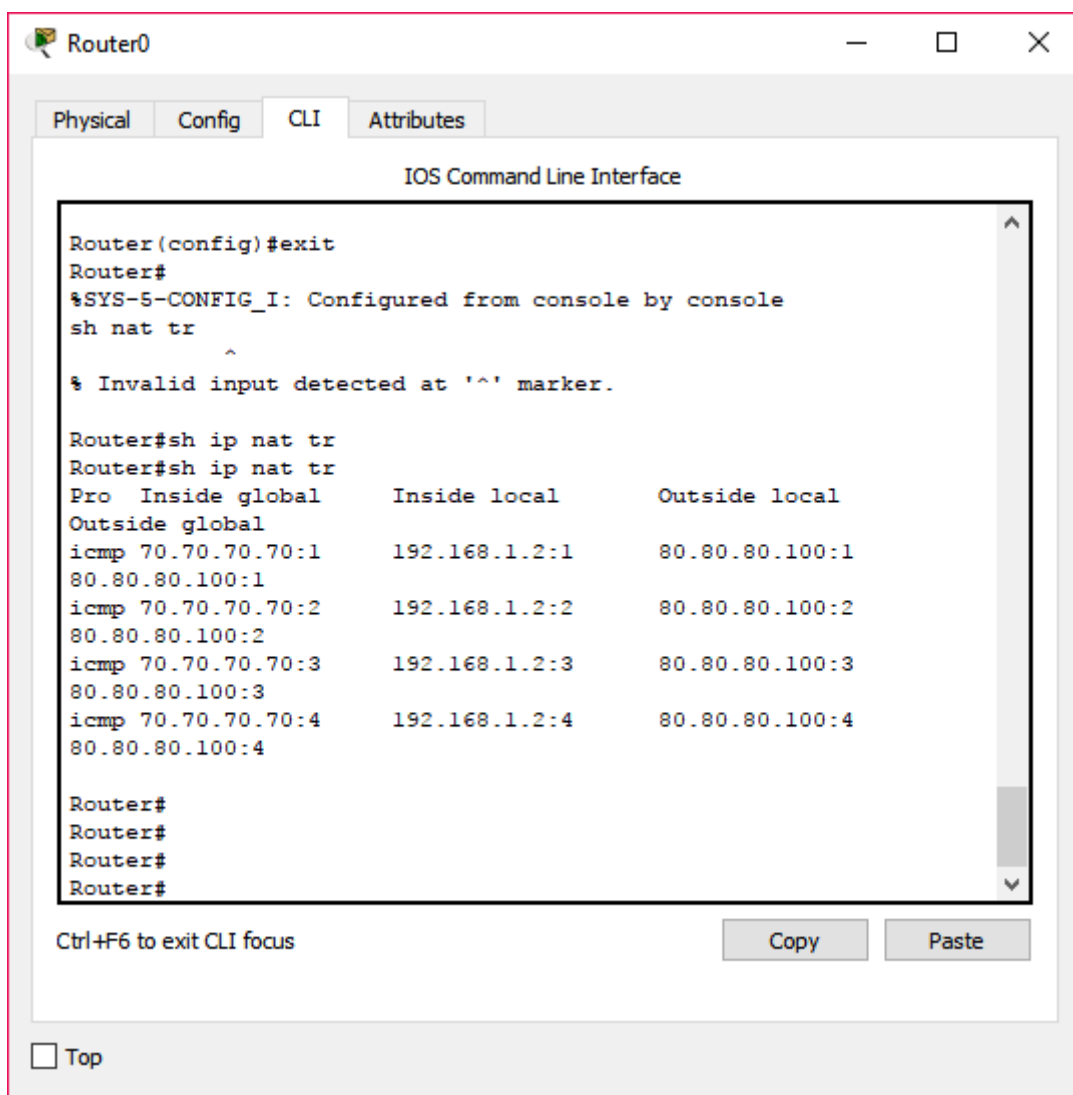 Router0
Physical Config CLI Attributes
IOS Command Line Interface
Router(config)#exit
Router#
%SYS-5-CONFIG_I: Configured from console by console
sh nat tr
^
% Invalid input detected at '^' marker.
Router#sh ip nat tr
Router#sh ip nat tr
Pro  Inside global     Inside local       Outside local
Outside global
icmp 70.70.70.70:1     192.168.1.2:1      80.80.80.100:1
80.80.80.100:1
icmp 70.70.70.70:2     192.168.1.2:2      80.80.80.100:2
80.80.80.100:2
icmp 70.70.70.70:3     192.168.1.2:3      80.80.80.100:3
80.80.80.100:3
icmp 70.70.70.70:4     192.168.1.2:4      80.80.80.100:4
80.80.80.100:4
Router#
Router#
Router#
Router#
Ctrl+F6 to exit CLI focus Copy Paste
Top